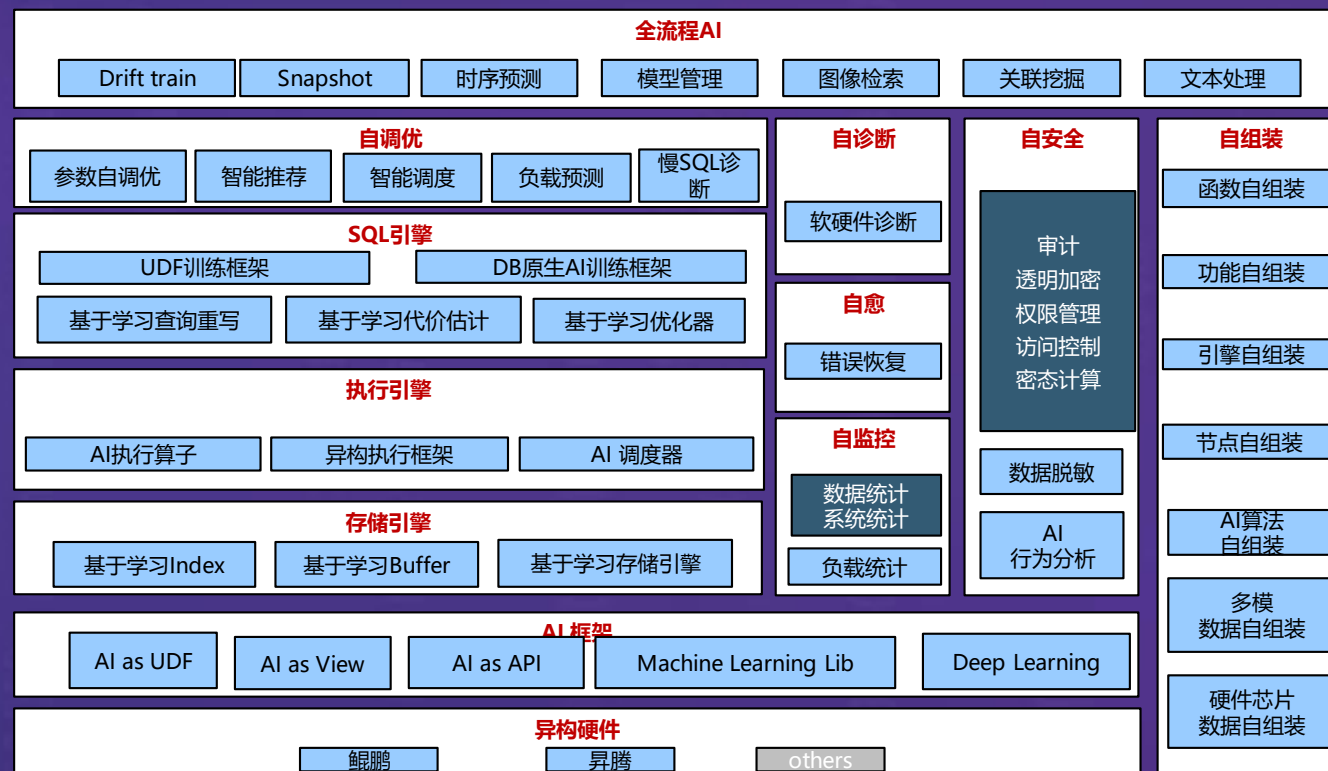 全流程AI
Drift train
Snapshot
时序预测
模型管理
图像检索
关联挖掘
文本处理
自调优
参数自调优
智能推荐
智能调度
负载预测
慢SQL诊
断
SQL引擎
UDF训练框架
DB原生AI训练框架
基于学习查询重写
基于学习代价估计
基于学习优化器
执行引擎
AI执行算子
异构执行框架
AI 调度器
存储引擎
基于学习Index
基于学习Buffer
基于学习存储引擎
自诊断
软硬件诊断
自愈
错误恢复
自监控
数据统计
系统统计
负载统计
自安全
审计
透明加密
权限管理
访问控制
密态计算
数据脱敏
AI
行为分析
自组装
函数自组装
功能自组装
引擎自组装
节点自组装
AI算法
自组装
多模
数据自组装
硬件芯片
数据自组装
AI 框架
AI as UDF
AI as View
AI as API
Machine Learning Lib
Deep Learning
异构硬件
鲲鹏
昇腾
others